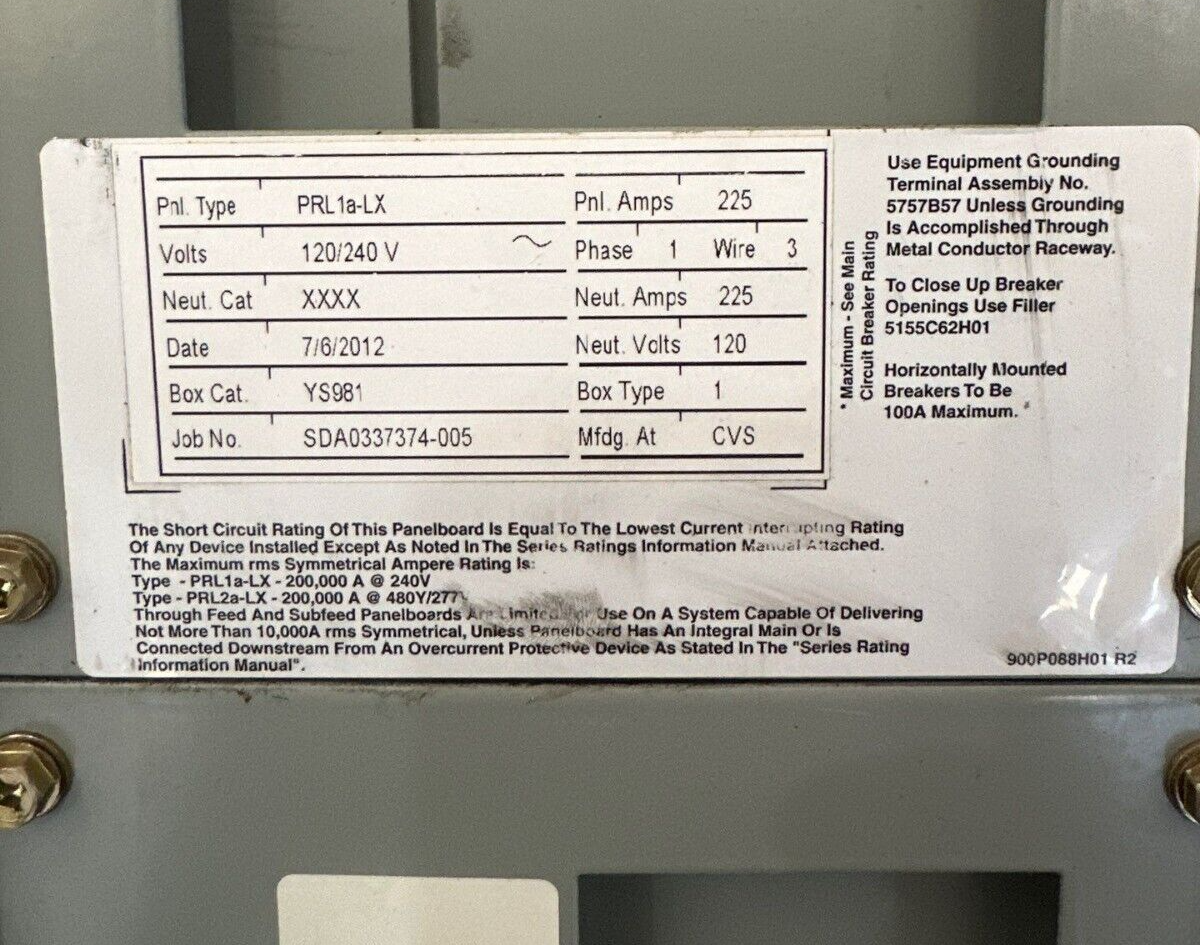 Pnl. Type PRL1a-LX Pnl. Amps 225
Volts 120/240 V ~ Phase 1 Wire 3
Neut. Cat XXXX Neut. Amps 225
Date 7/6/2012 Neut. Volts 120
Box Cat. YS981 Box Type 1
Job No. SDA0337374-005 Mfdg. At CVS
* Maximum - See Main
Circuit Breaker Rating
Use Equipment Grounding
Terminal Assembly No.
5757B57 Unless Grounding
Is Accomplished Through
Metal Conductor Raceway.
To Close Up Breaker
Openings Use Filler
5155C62H01
Horizontally Mounted
Breakers To Be
100A Maximum. *
The Short Circuit Rating Of This Panelboard Is Equal To The Lowest Current Interrupting Rating
Of Any Device Installed Except As Noted In The Series Ratings Information Manual Attached.
The Maximum rms Symmetrical Ampere Rating Is:
Type - PRL1a-LX - 200,000 A @ 240V
Type - PRL2a-LX - 200,000 A @ 480Y/277V
Through Feed And Subfeed Panelboards Are Limited For Use On A System Capable Of Delivering
Not More Than 10,000A rms Symmetrical, Unless Panelboard Has An Integral Main Or Is
Connected Downstream From An Overcurrent Protective Device As Stated In The "Series Rating
Information Manual".
900P088H01 R2